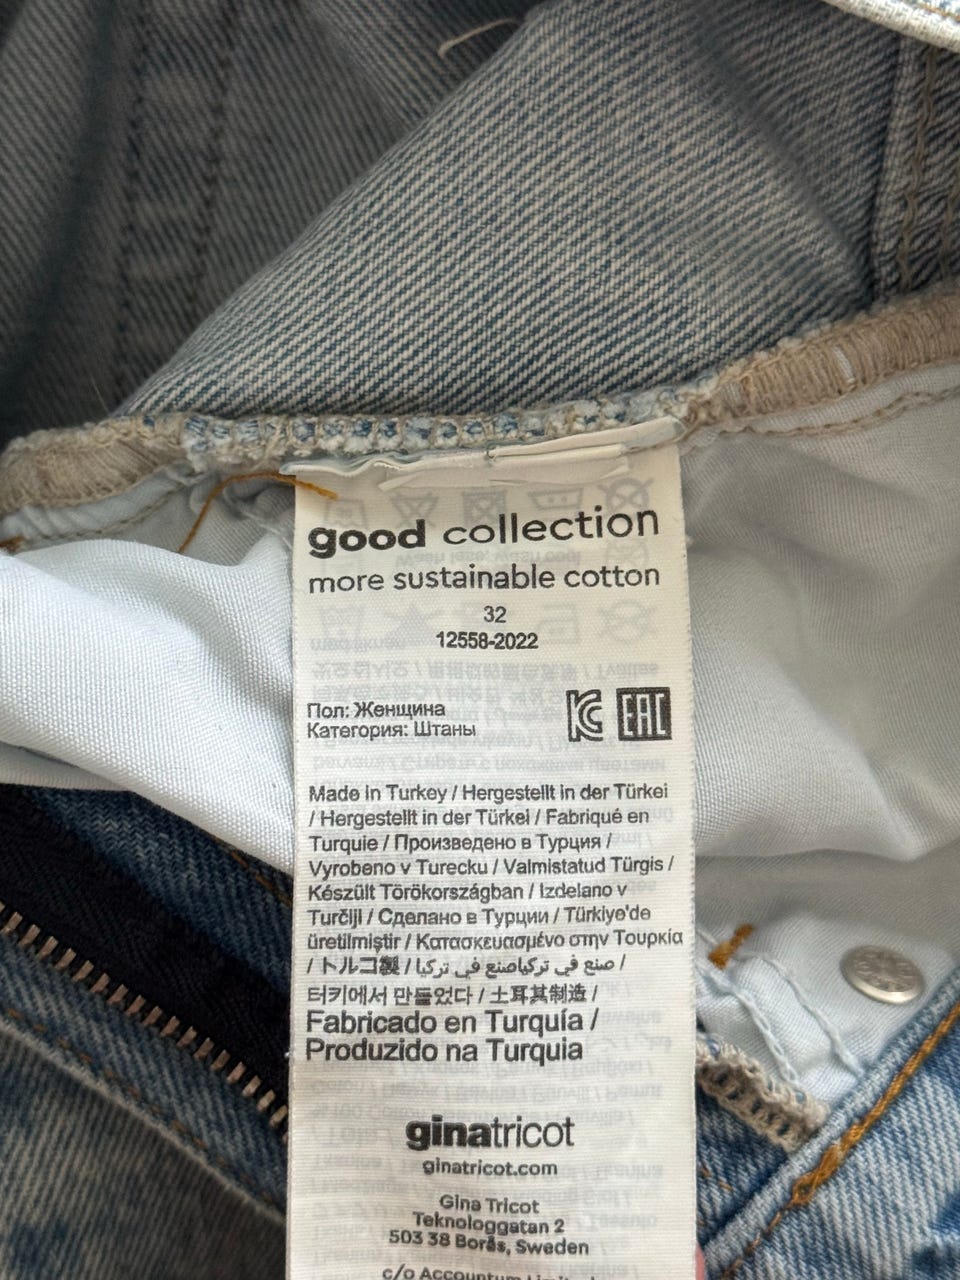 good collection
more sustainable cotton
32
12558-2022
Пол: Женщина
Категория: Штаны
EAC
Made in Turkey / Hergestellt in der Türkei
/ Hergestellt in der Türkei / Fabriqué en
Turquie / Произведено в Турция /
Vyrobeno v Turecku / Valmistatud Türgis /
Készült Törökországban / Izdelano v
Turčiji / Сделано в Турции / Türkiye'de
üretilmiştir / Κατασκευασμένο στην Τουρκία
/ トルコ製 / صنع في تركياصنع في تركيا /
터키에서 만들었다 / 土耳其制造 /
Fabricado en Turquía /
Produzido na Turquia
ginatricot
ginatricot.com
Gina Tricot
Teknologgatan 2
503 38 Borås, Sweden
c/o Accountum Limited